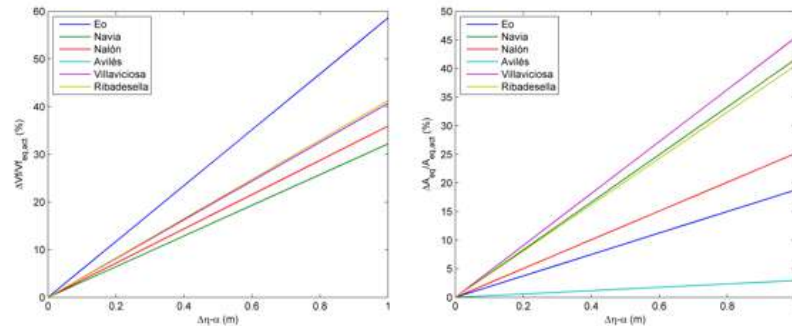 60
50
40
30
20
10
0
ΔVf/Vf_eq,act (%)
Eo
Navia
Nalón
Avilés
Villaviciosa
Ribadesella
0 0.2 0.4 0.6 0.8 1
Δη-α (m)
50
45
40
35
30
25
20
15
10
5
0
ΔA_eq/A_eq,act (%)
Eo
Navia
Nalón
Avilés
Villaviciosa
Ribadesella
0 0.2 0.4 0.6 0.8
Δη-α (m)